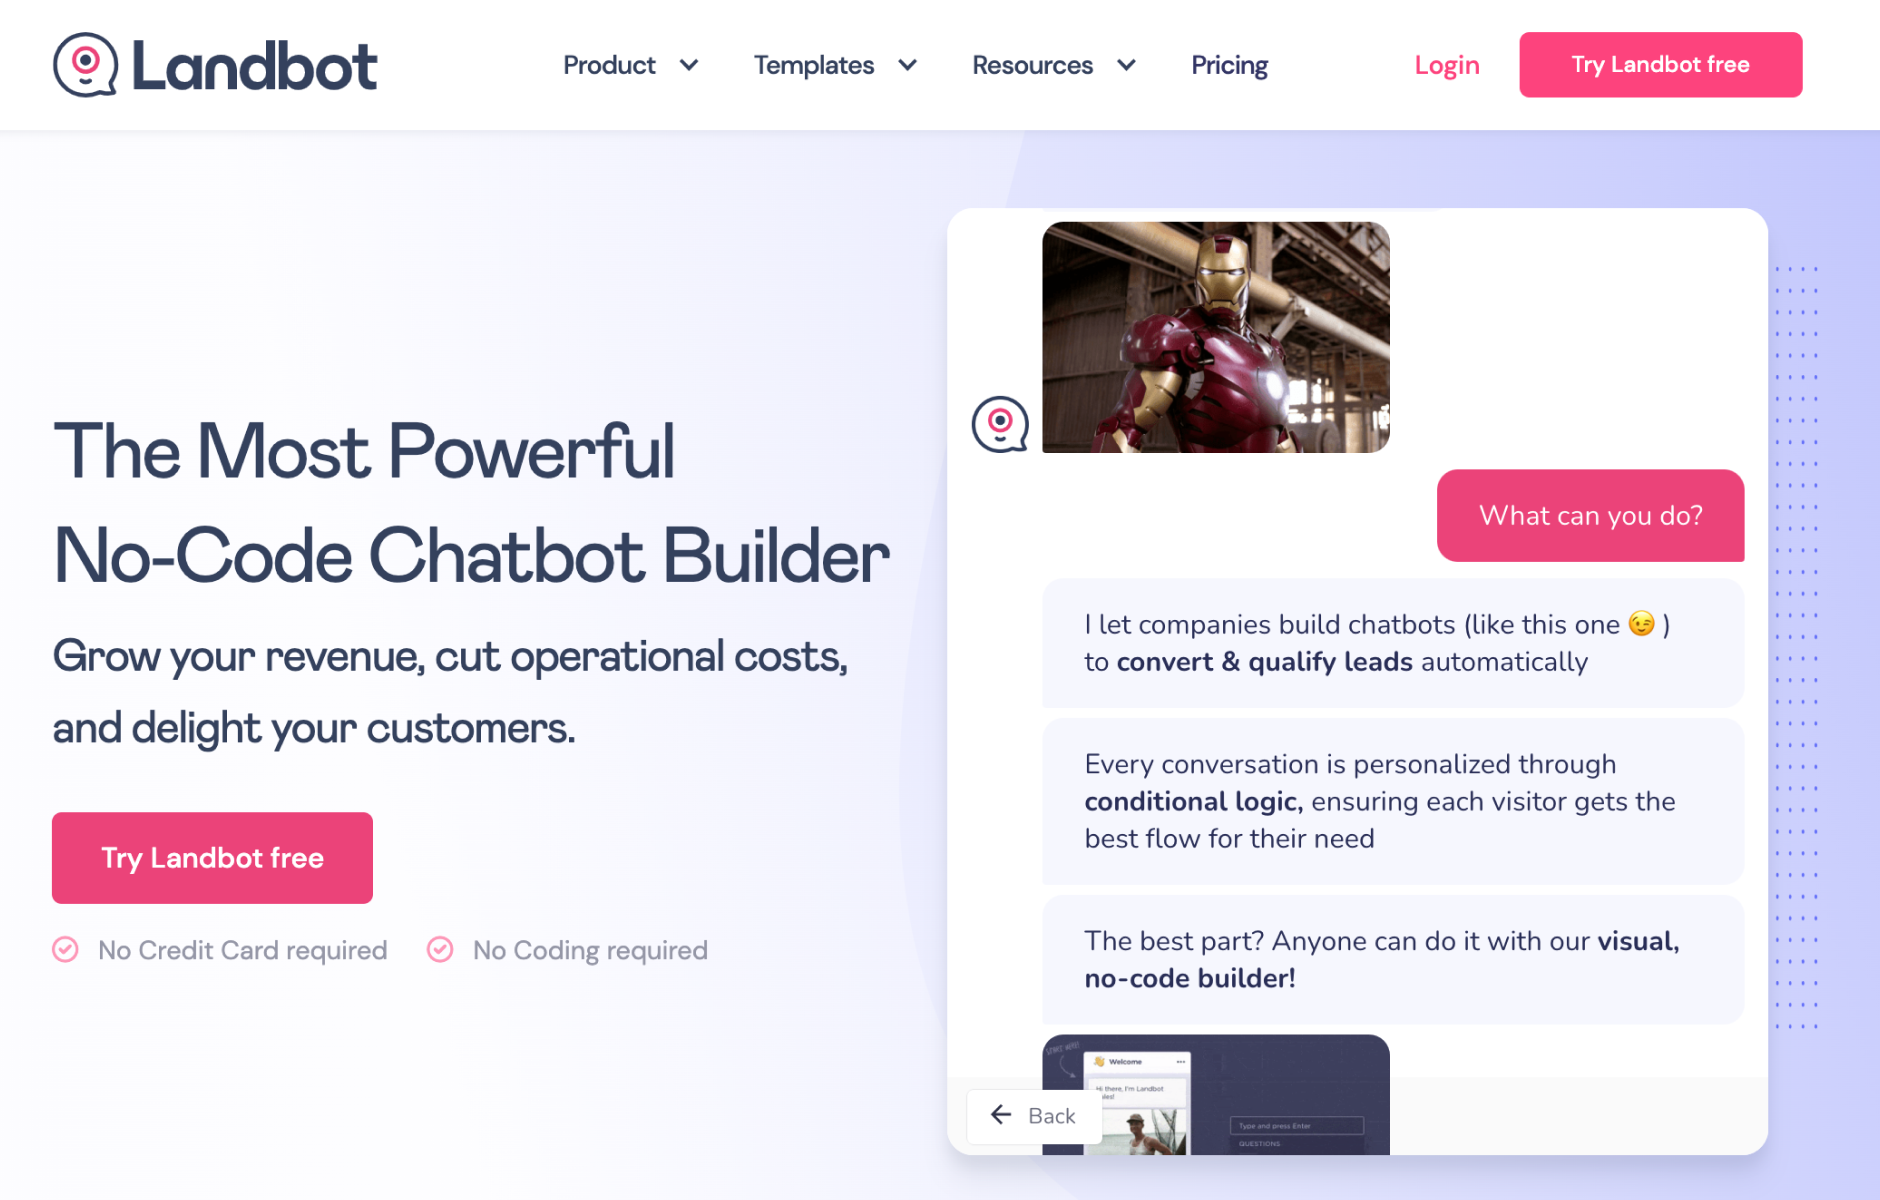 Landbot
Product
Templates
Resources
Pricing
Login
Try Landbot free
The Most Powerful
No-Code Chatbot Builder
Grow your revenue, cut operational costs,
and delight your customers.
Try Landbot free
No Credit Card required
No Coding required
What can you do?
I let companies build chatbots (like this one 😉 )
to convert & qualify leads automatically
Every conversation is personalized through
conditional logic, ensuring each visitor gets the
best flow for their need
The best part? Anyone can do it with our visual,
no-code builder!
START HERE!
👋 Welcome
Hi there, I'm Landbot
Type and press Enter
QUESTIONS
Back